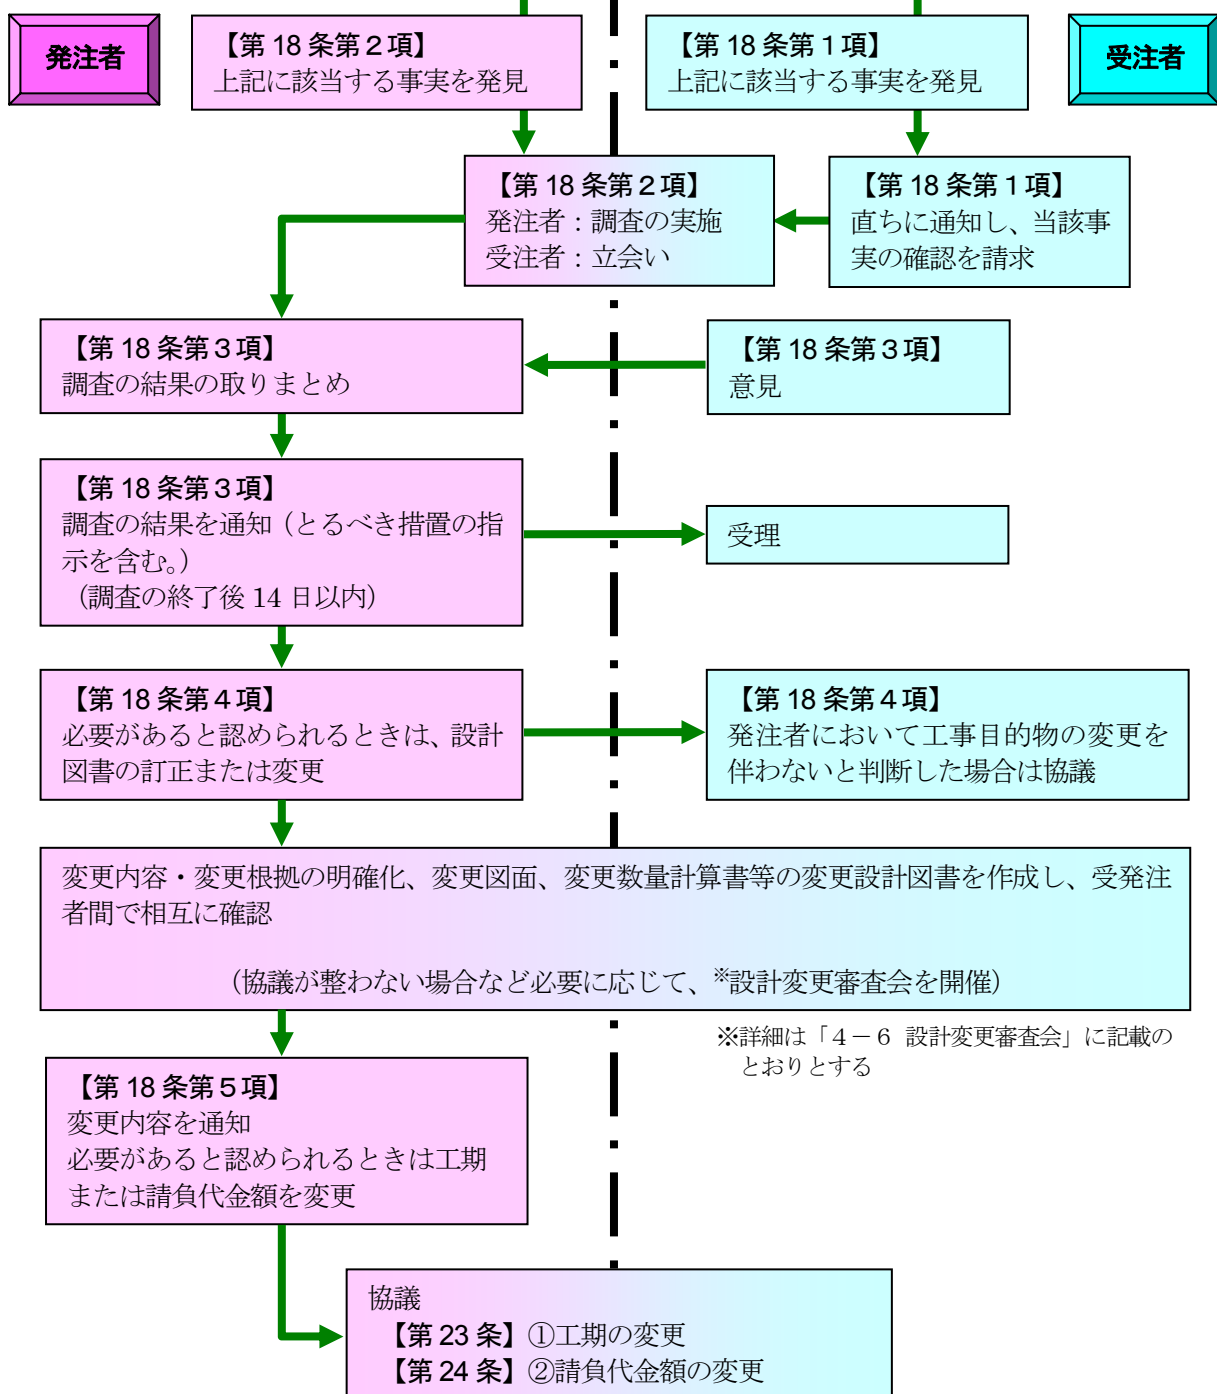 発注者
【第 18 条第２項】
上記に該当する事実を発見
【第 18 条第１項】
上記に該当する事実を発見
受注者
【第 18 条第２項】
発注者：調査の実施
受注者：立会い
【第 18 条第１項】
直ちに通知し、当該事
実の確認を請求
【第 18 条第３項】
調査の結果の取りまとめ
【第 18 条第３項】
意見
【第 18 条第３項】
調査の結果を通知（とるべき措置の指
示を含む。）
（調査の終了後 14 日以内）
受理
【第 18 条第４項】
必要があると認められるときは、設計
図書の訂正または変更
【第 18 条第４項】
発注者において工事目的物の変更を
伴わないと判断した場合は協議
変更内容・変更根拠の明確化、変更図面、変更数量計算書等の変更設計図書を作成し、受発注
者間で相互に確認
（協議が整わない場合など必要に応じて、※設計変更審査会を開催）
※詳細は「４－６ 設計変更審査会」に記載の
とおりとする
【第 18 条第５項】
変更内容を通知
必要があると認められるときは工期
または請負代金額を変更
協議
【第 23 条】①工期の変更
【第 24 条】②請負代金額の変更